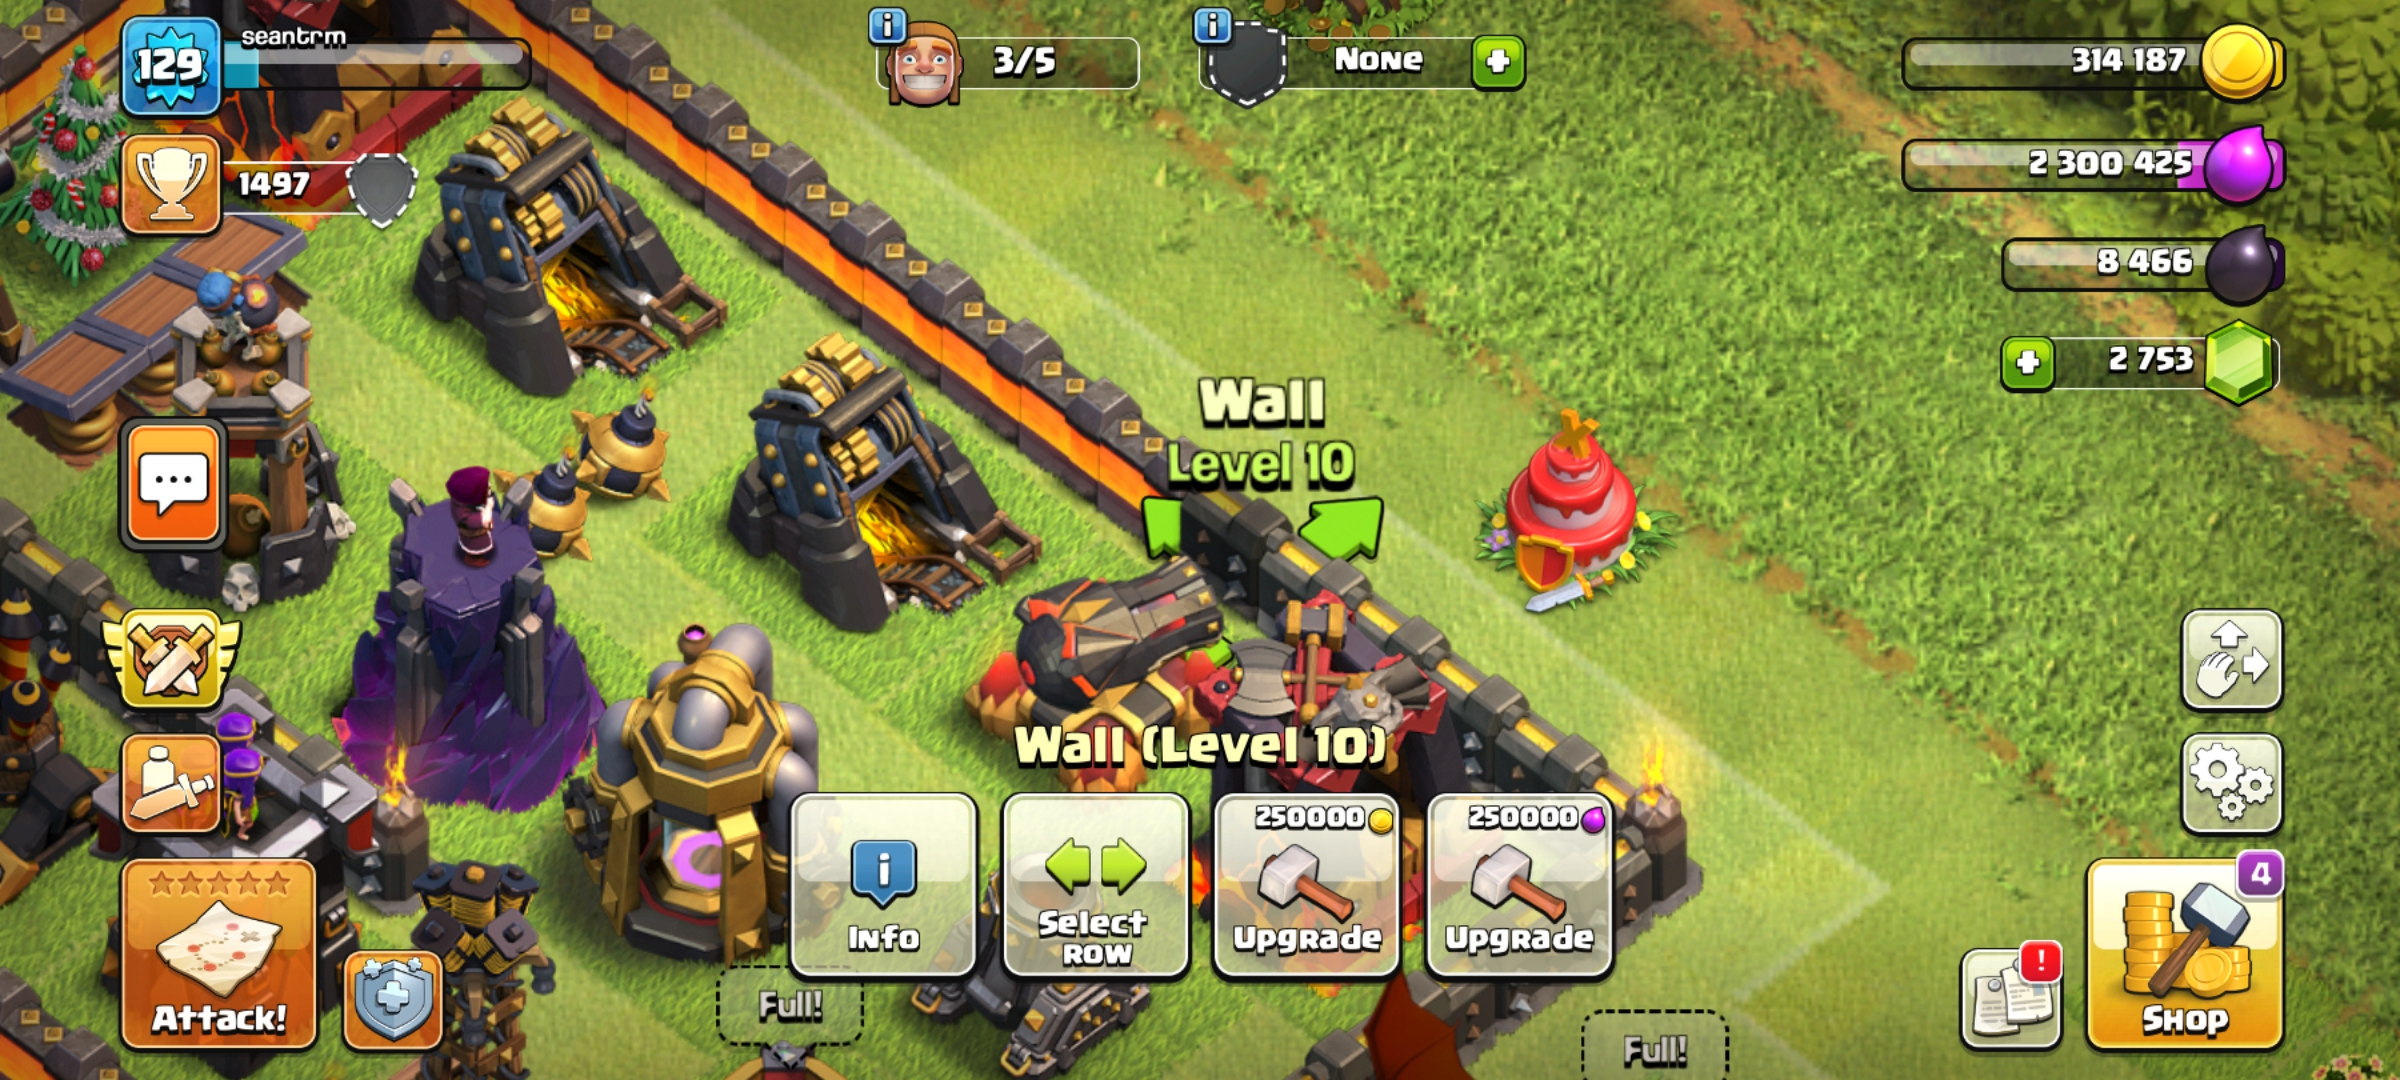 129
seantrm
3/5
None
314 187
1497
2 300 425
8 466
2 753
Wall
Level 10
Wall (Level 10)
Info
Select
Row
250000
Upgrade
250000
Upgrade
Attack!
Full!
Full!
!
4
Shop